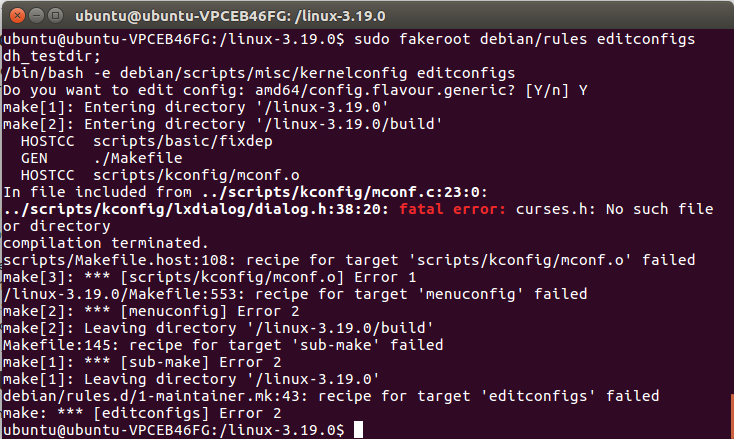 ubuntu@ubuntu-VPCEB46FG: /linux-3.19.0
ubuntu@ubuntu-VPCEB46FG:/linux-3.19.0$ sudo fakeroot debian/rules editconfigs
dh_testdir;
/bin/bash -e debian/scripts/misc/kernelconfig editconfigs
Do you want to edit config: amd64/config.flavour.generic? [Y/n] Y
make[1]: Entering directory '/linux-3.19.0'
make[2]: Entering directory '/linux-3.19.0/build'
  HOSTCC  scripts/basic/fixdep
  GEN     ./Makefile
  HOSTCC  scripts/kconfig/mconf.o
In file included from ../scripts/kconfig/mconf.c:23:0:
../scripts/kconfig/lxdialog/dialog.h:38:20: fatal error: curses.h: No such file
or directory
compilation terminated.
scripts/Makefile.host:108: recipe for target 'scripts/kconfig/mconf.o' failed
make[3]: *** [scripts/kconfig/mconf.o] Error 1
/linux-3.19.0/Makefile:553: recipe for target 'menuconfig' failed
make[2]: *** [menuconfig] Error 2
make[2]: Leaving directory '/linux-3.19.0/build'
Makefile:145: recipe for target 'sub-make' failed
make[1]: *** [sub-make] Error 2
make[1]: Leaving directory '/linux-3.19.0'
debian/rules.d/1-maintainer.mk:43: recipe for target 'editconfigs' failed
make: *** [editconfigs] Error 2
ubuntu@ubuntu-VPCEB46FG:/linux-3.19.0$